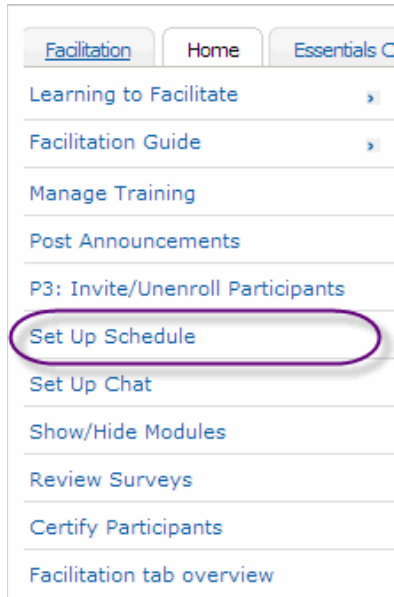 Facilitation Home Essentials C
Learning to Facilitate
Facilitation Guide
Manage Training
Post Announcements
P3: Invite/Unenroll Participants
Set Up Schedule
Set Up Chat
Show/Hide Modules
Review Surveys
Certify Participants
Facilitation tab overview